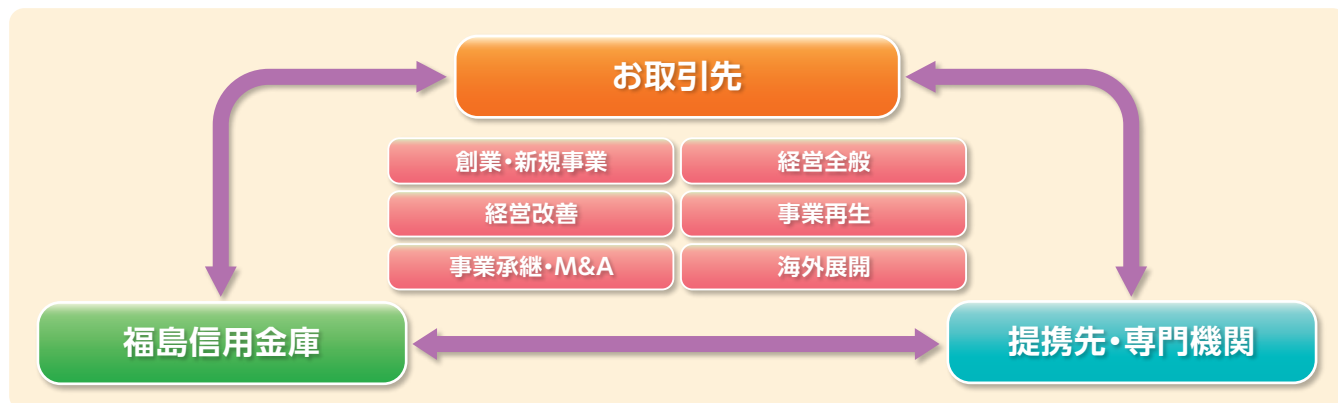 お取引先
創業・新規事業
経営全般
経営改善
事業再生
事業承継・M&A
海外展開
福島信用金庫
提携先・専門機関